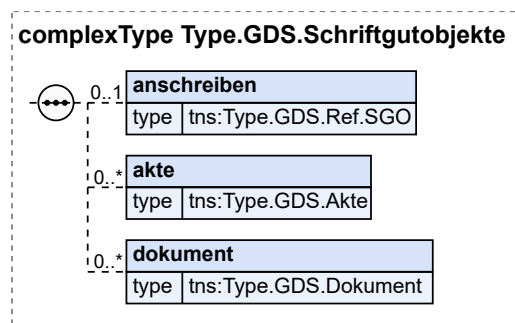 complexType Type.GDS.Schriftgutobjekte
0..1 anschreiben
type tns:Type.GDS.Ref.SGO
0..* akte
type tns:Type.GDS.Akte
0..* dokument
type tns:Type.GDS.Dokument